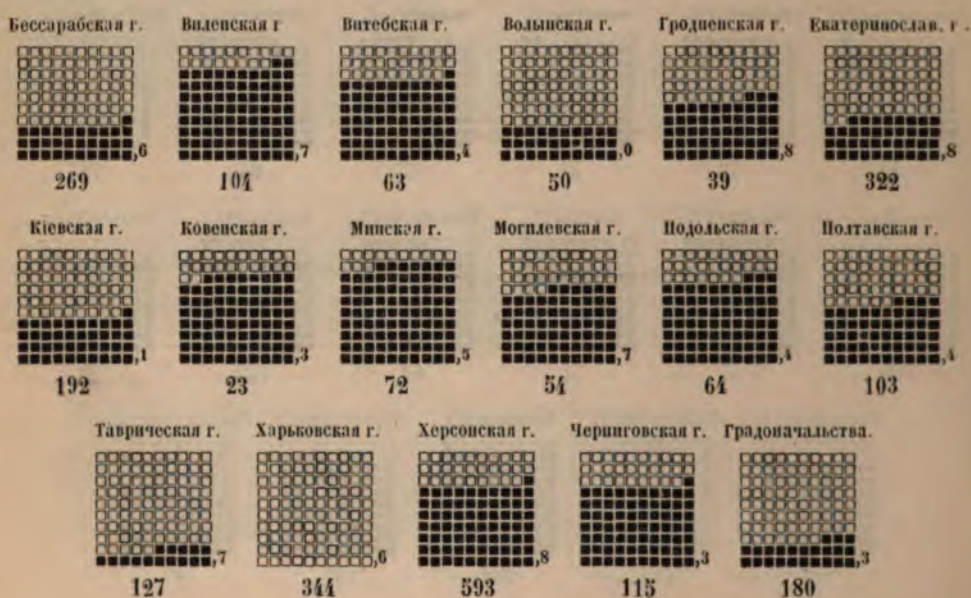 Бессарабская г. Виленская г Витебская г. Волынская г. Гродненская г. Екатеринослав. г.
,6 ,7 ,4 ,0 ,8 ,8
269 104 63 50 39 322
Кіевская г. Ковенская г. Минская г. Могилевская г. Подольская г. Полтавская г.
,1 ,3 ,5 ,7 ,4 ,4
192 23 72 54 64 103
Таврическая г. Харьковская г. Херсонская г. Черниговская г. Градоначальства.
,7 ,6 ,8 ,3 ,3
127 344 593 115 180